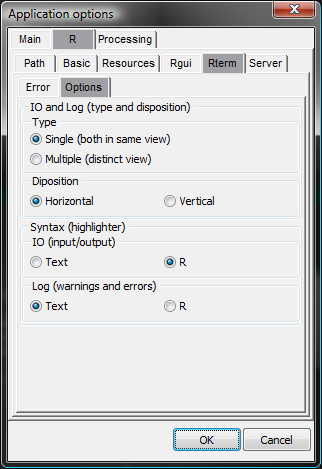 Application options
Main R Processing
Path Basic Resources Rgui Rterm Server
Error Options
IO and Log (type and disposition)
Type
Single (both in same view)
Multiple (distinct view)
Diposition
Horizontal Vertical
Syntax (highlighter)
IO (input/output)
Text R
Log (warnings and errors)
Text R
OK Cancel